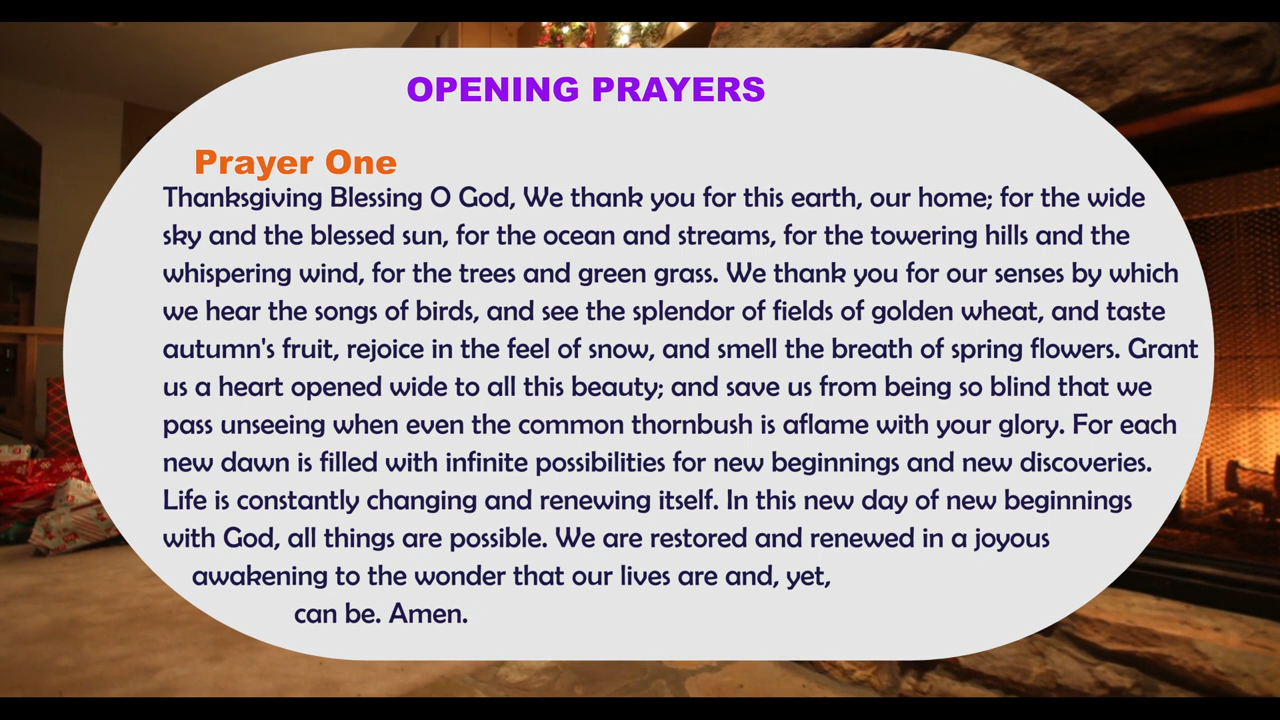 OPENING PRAYERS
Prayer One
Thanksgiving Blessing O God, We thank you for this earth, our home; for the wide
sky and the blessed sun, for the ocean and streams, for the towering hills and the
whispering wind, for the trees and green grass. We thank you for our senses by which
we hear the songs of birds, and see the splendor of fields of golden wheat, and taste
autumn's fruit, rejoice in the feel of snow, and smell the breath of spring flowers. Grant
us a heart opened wide to all this beauty; and save us from being so blind that we
pass unseeing when even the common thornbush is aflame with your glory. For each
new dawn is filled with infinite possibilities for new beginnings and new discoveries.
Life is constantly changing and renewing itself. In this new day of new beginnings
with God, all things are possible. We are restored and renewed in a joyous
awakening to the wonder that our lives are and, yet,
can be. Amen.